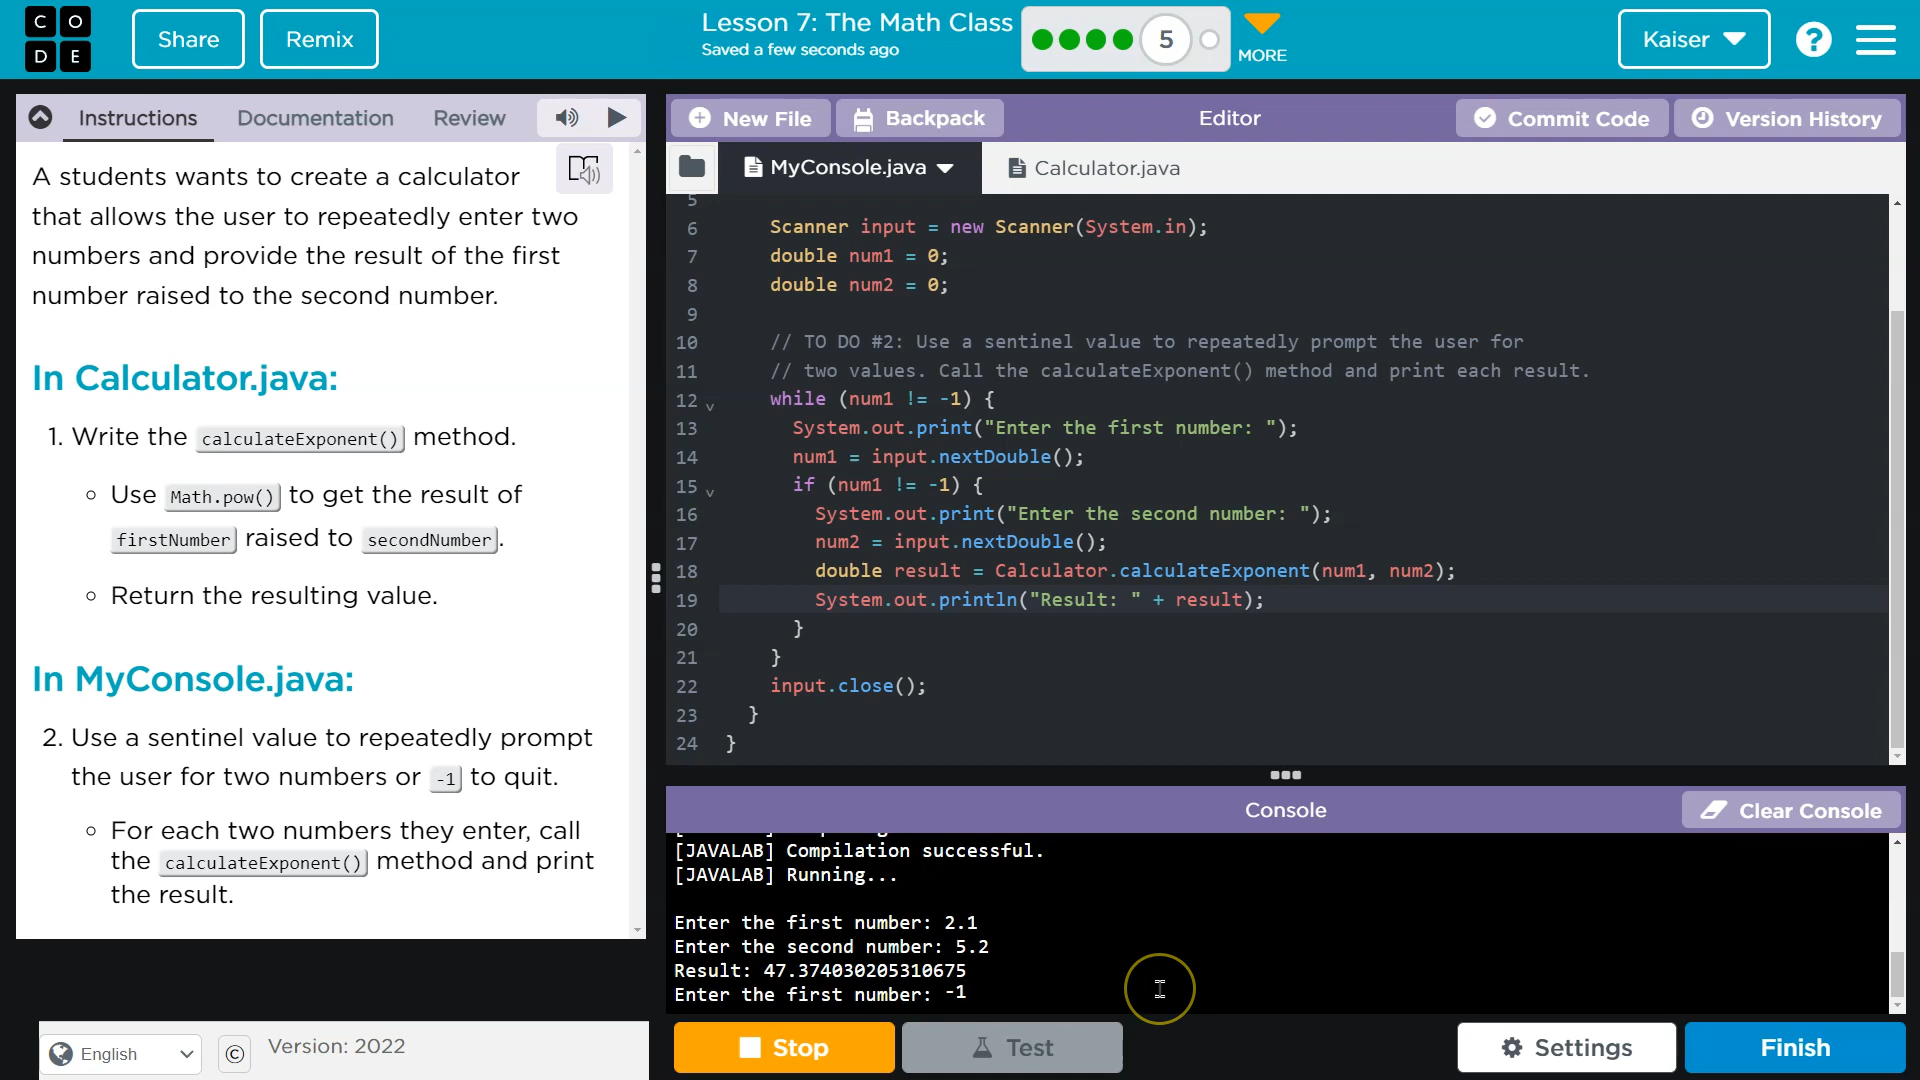 C O
D E
Share
Remix
Lesson 7: The Math Class
Saved a few seconds ago
5
MORE
Kaiser
?
Instructions
Documentation
Review
New File
Backpack
Editor
Commit Code
Version History
MyConsole.java
Calculator.java
A students wants to create a calculator
that allows the user to repeatedly enter two
numbers and provide the result of the first
number raised to the second number.
In Calculator.java:
1. Write the calculateExponent() method.
Use Math.pow() to get the result of
firstNumber raised to secondNumber.
Return the resulting value.
In MyConsole.java:
2. Use a sentinel value to repeatedly prompt
the user for two numbers or -1 to quit.
For each two numbers they enter, call
the calculateExponent() method and print
the result.
5
6 Scanner input = new Scanner(System.in);
7 double num1 = 0;
8 double num2 = 0;
9
10 // TO DO #2: Use a sentinel value to repeatedly prompt the user for
11 // two values. Call the calculateExponent() method and print each result.
12 while (num1 != -1) {
13 System.out.print("Enter the first number: ");
14 num1 = input.nextDouble();
15 if (num1 != -1) {
16 System.out.print("Enter the second number: ");
17 num2 = input.nextDouble();
18 double result = Calculator.calculateExponent(num1, num2);
19 System.out.println("Result: " + result);
20 }
21 }
22 input.close();
23 }
24 }
Console
Clear Console
[JAVALAB] Compilation successful.
[JAVALAB] Running...
Enter the first number: 2.1
Enter the second number: 5.2
Result: 47.374030205310675
Enter the first number: -1
English
©
Version: 2022
Stop
Test
Settings
Finish